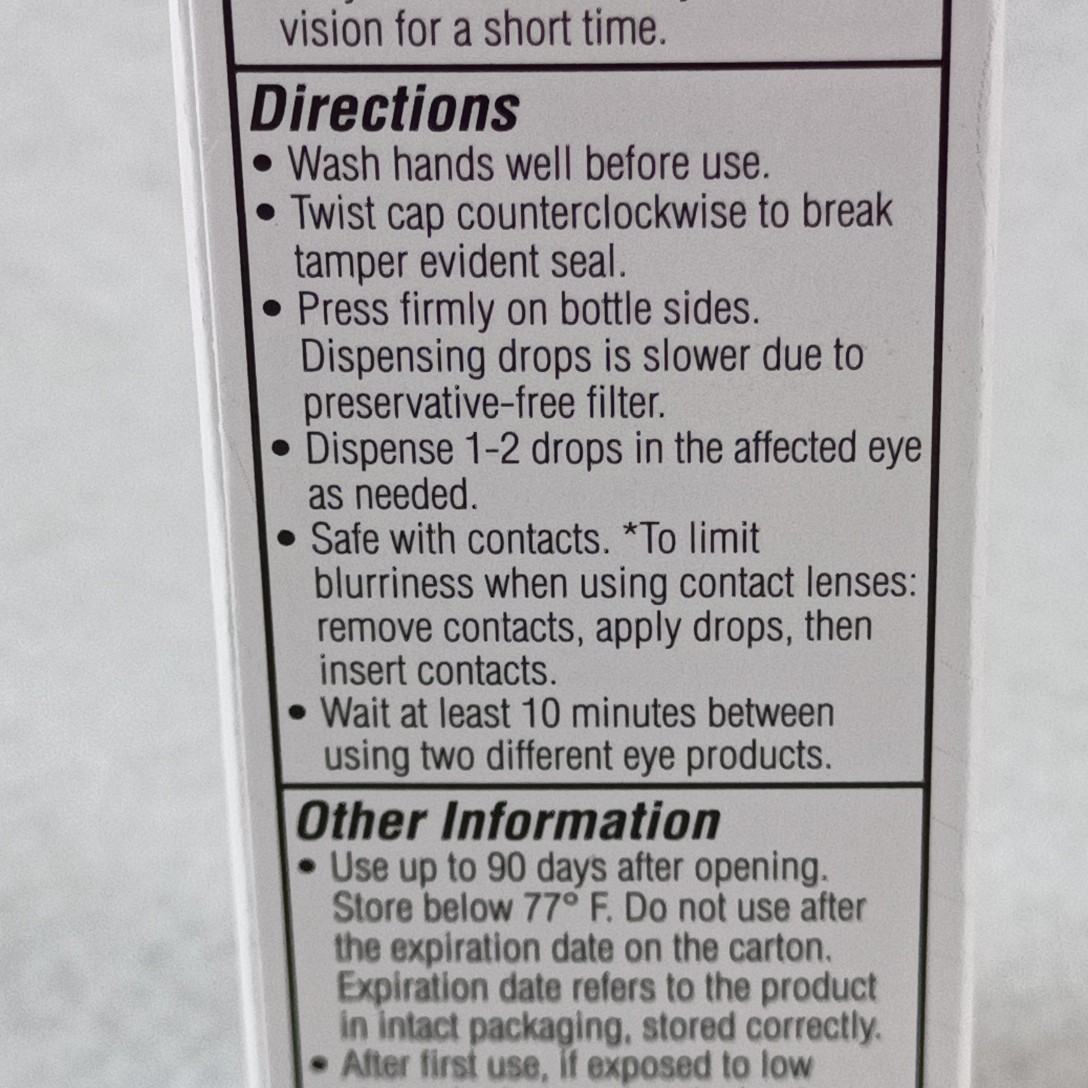 vision for a short time.
Directions
• Wash hands well before use.
• Twist cap counterclockwise to break
tamper evident seal.
• Press firmly on bottle sides.
Dispensing drops is slower due to
preservative-free filter.
• Dispense 1-2 drops in the affected eye
as needed.
• Safe with contacts. *To limit
blurriness when using contact lenses:
remove contacts, apply drops, then
insert contacts.
• Wait at least 10 minutes between
using two different eye products.
Other Information
• Use up to 90 days after opening.
Store below 77° F. Do not use after
the expiration date on the carton.
Expiration date refers to the product
in intact packaging, stored correctly.
• After first use, if exposed to low